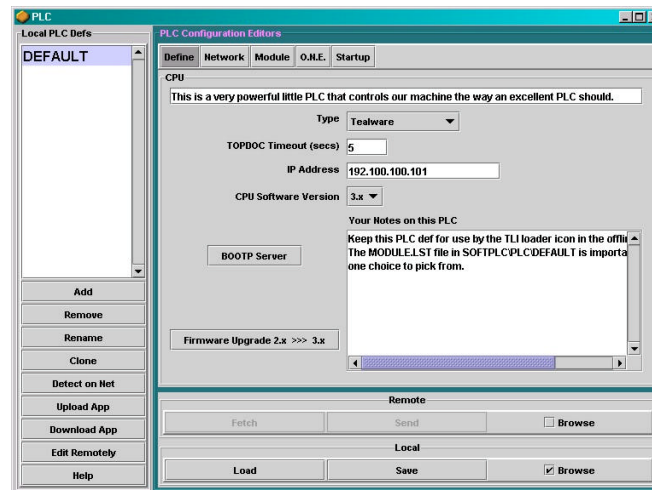 PLC
Local PLC Defs
DEFAULT
Add
Remove
Rename
Clone
Detect on Net
Upload App
Download App
Edit Remotely
Help
PLC Configuration Editors
Define Network Module O.N.E. Startup
CPU
This is a very powerful little PLC that controls our machine the way an excellent PLC should.
Type Tealware
TOPDOC Timeout (secs) 5
IP Address 192.100.100.101
CPU Software Version 3.x
Your Notes on this PLC
Keep this PLC def for use by the TLI loader icon in the offlin
The MODULE.LST file in SOFTPLC\PLC\DEFAULT is importa
one choice to pick from.
BOOTP Server
Firmware Upgrade 2.x >>> 3.x
Remote
Fetch Send Browse
Local
Load Save Browse